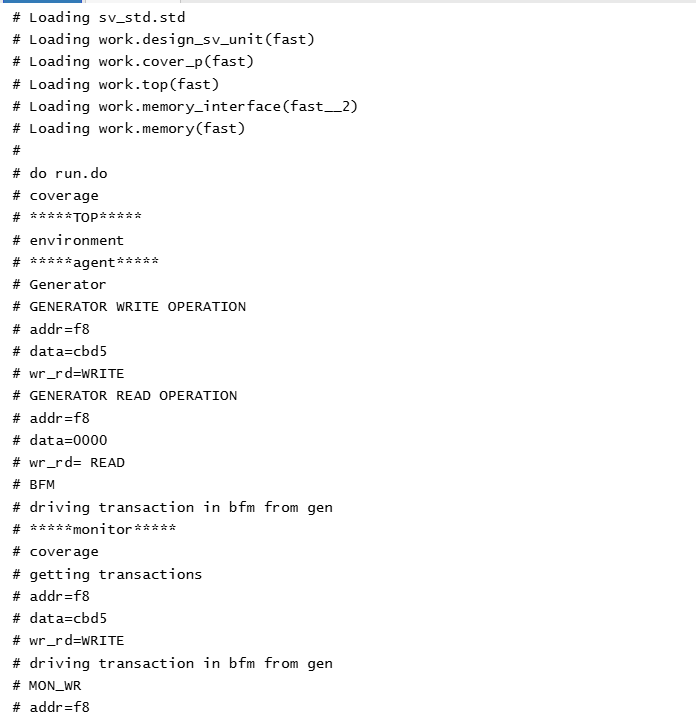 # Loading sv_std.std
# Loading work.design_sv_unit(fast)
# Loading work.cover_p(fast)
# Loading work.top(fast)
# Loading work.memory_interface(fast__2)
# Loading work.memory(fast)
#
# do run.do
# coverage
# *****TOP*****
# environment
# *****agent*****
# Generator
# GENERATOR WRITE OPERATION
# addr=f8
# data=cbd5
# wr_rd=WRITE
# GENERATOR READ OPERATION
# addr=f8
# data=0000
# wr_rd= READ
# BFM
# driving transaction in bfm from gen
# *****monitor*****
# coverage
# getting transactions
# addr=f8
# data=cbd5
# wr_rd=WRITE
# driving transaction in bfm from gen
# MON_WR
# addr=f8